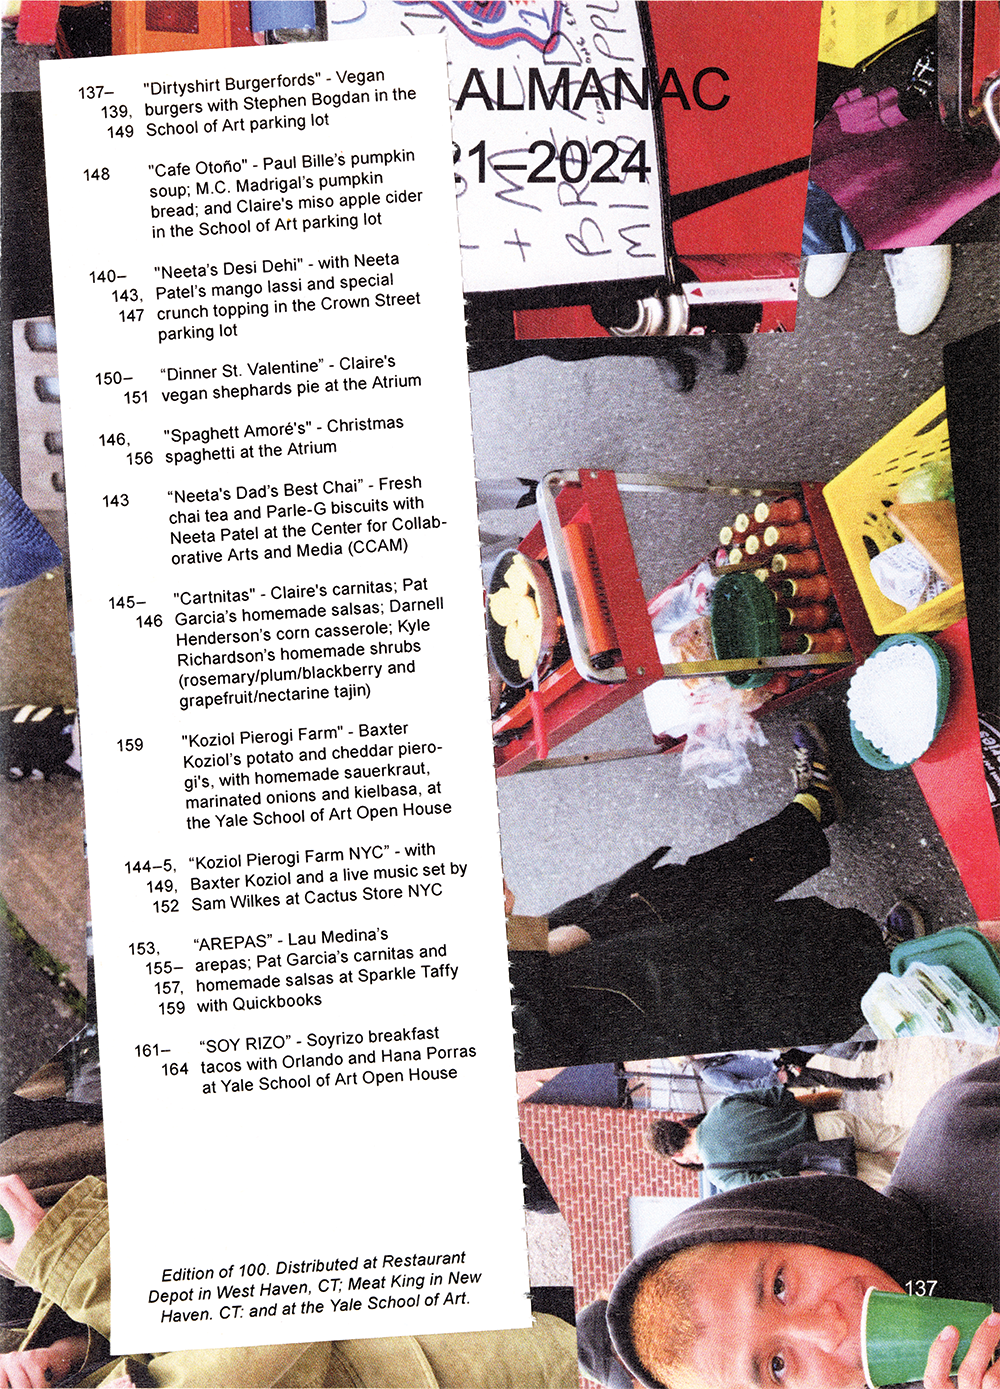 ALMANAC
21–2024
+ M.C.
BREAD
MISO APPL
137– "Dirtyshirt Burgerfords" - Vegan
139, burgers with Stephen Bogdan in the
149 School of Art parking lot
148 "Cafe Otoño" - Paul Bille's pumpkin
soup; M.C. Madrigal's pumpkin
bread; and Claire's miso apple cider
in the School of Art parking lot
140– "Neeta's Desi Dehi" - with Neeta
143, Patel's mango lassi and special
147 crunch topping in the Crown Street
parking lot
150– “Dinner St. Valentine” - Claire's
151 vegan shephards pie at the Atrium
146, "Spaghett Amoré's" - Christmas
156 spaghetti at the Atrium
143 “Neeta's Dad’s Best Chai” - Fresh
chai tea and Parle-G biscuits with
Neeta Patel at the Center for Collab-
orative Arts and Media (CCAM)
145– "Cartnitas" - Claire's carnitas; Pat
146 Garcia’s homemade salsas; Darnell
Henderson’s corn casserole; Kyle
Richardson’s homemade shrubs
(rosemary/plum/blackberry and
grapefruit/nectarine tajin)
159 "Koziol Pierogi Farm" - Baxter
Koziol’s potato and cheddar piero-
gi's, with homemade sauerkraut,
marinated onions and kielbasa, at
the Yale School of Art Open House
144–5, “Koziol Pierogi Farm NYC” - with
149, Baxter Koziol and a live music set by
152 Sam Wilkes at Cactus Store NYC
153, “AREPAS” - Lau Medina’s
155– arepas; Pat Garcia’s carnitas and
157, homemade salsas at Sparkle Taffy
159 with Quickbooks
161– “SOY RIZO” - Soyrizo breakfast
164 tacos with Orlando and Hana Porras
at Yale School of Art Open House
Edition of 100. Distributed at Restaurant
Depot in West Haven, CT; Meat King in New
Haven. CT: and at the Yale School of Art.
137